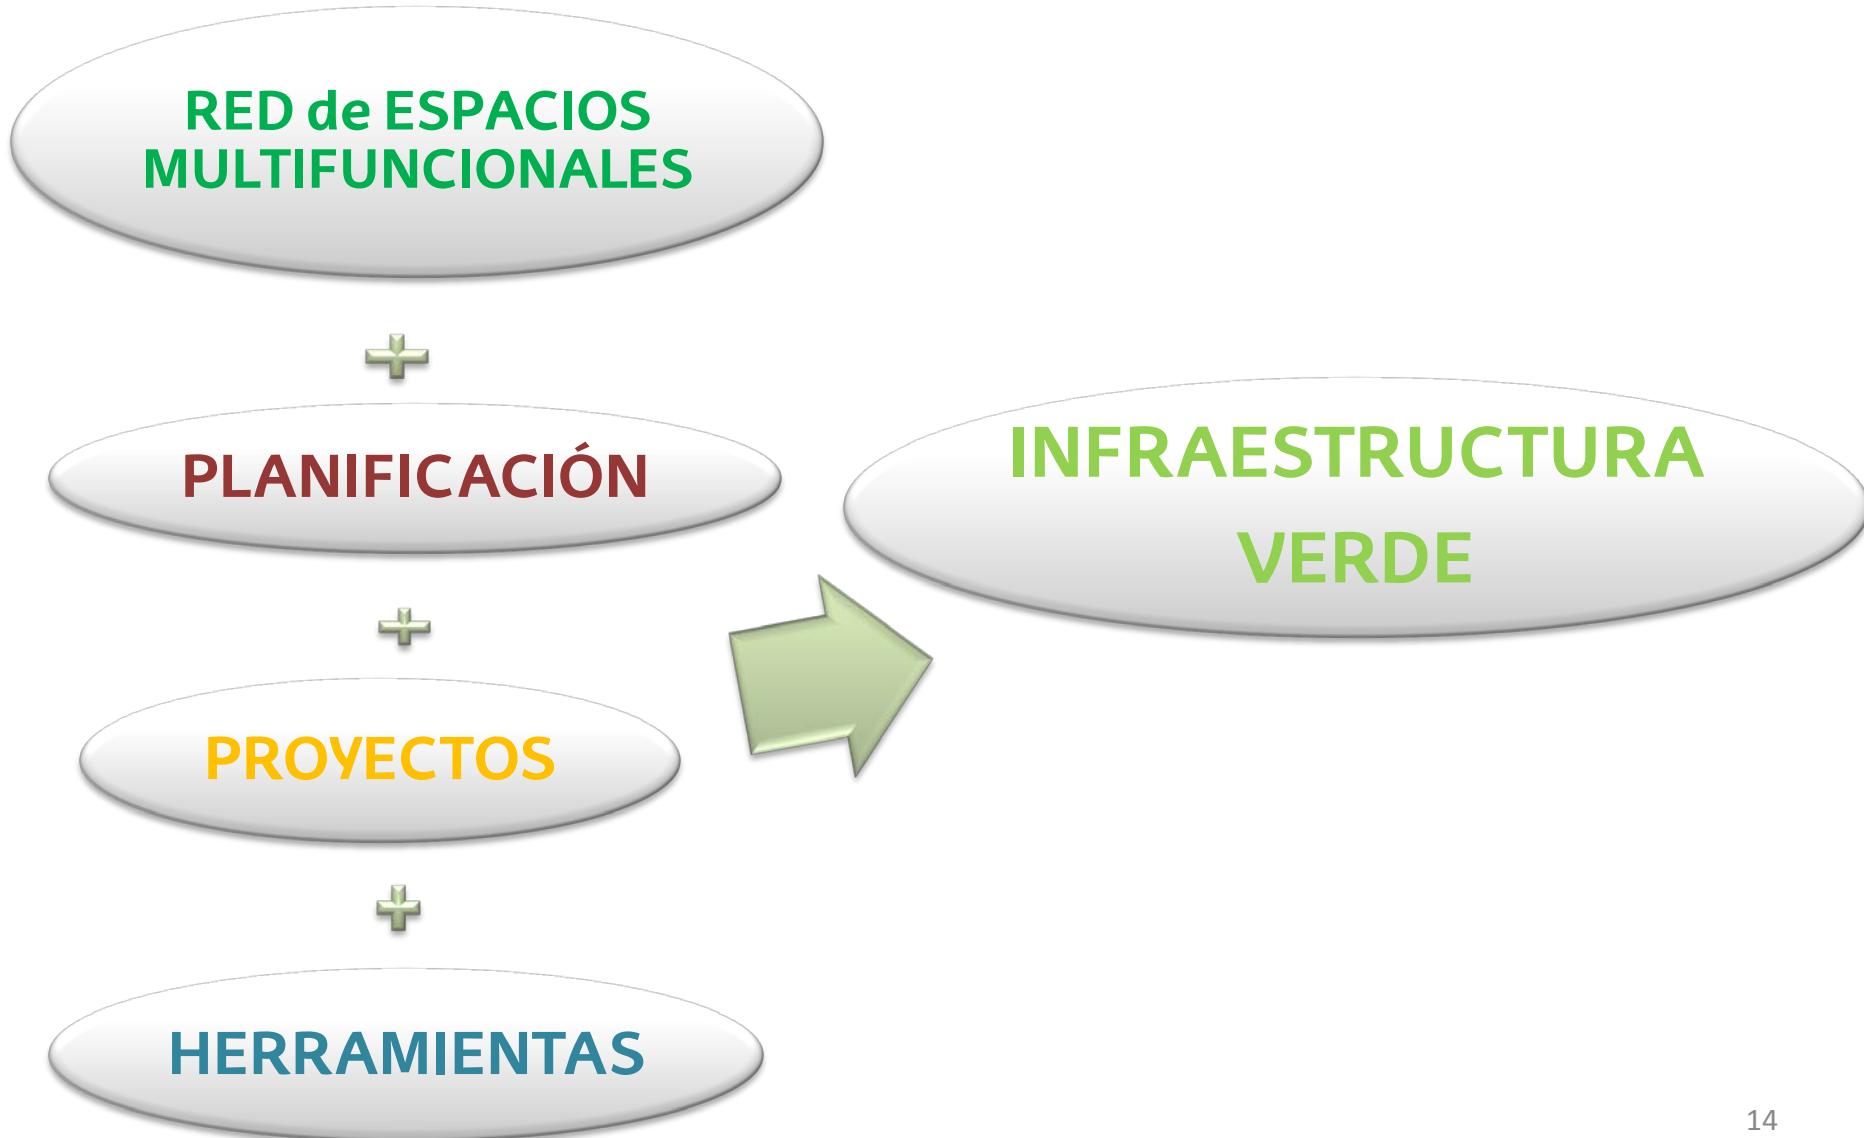 RED de ESPACIOS
MULTIFUNCIONALES
PLANIFICACIÓN
PROYECTOS
HERRAMIENTAS
INFRAESTRUCTURA
VERDE
14